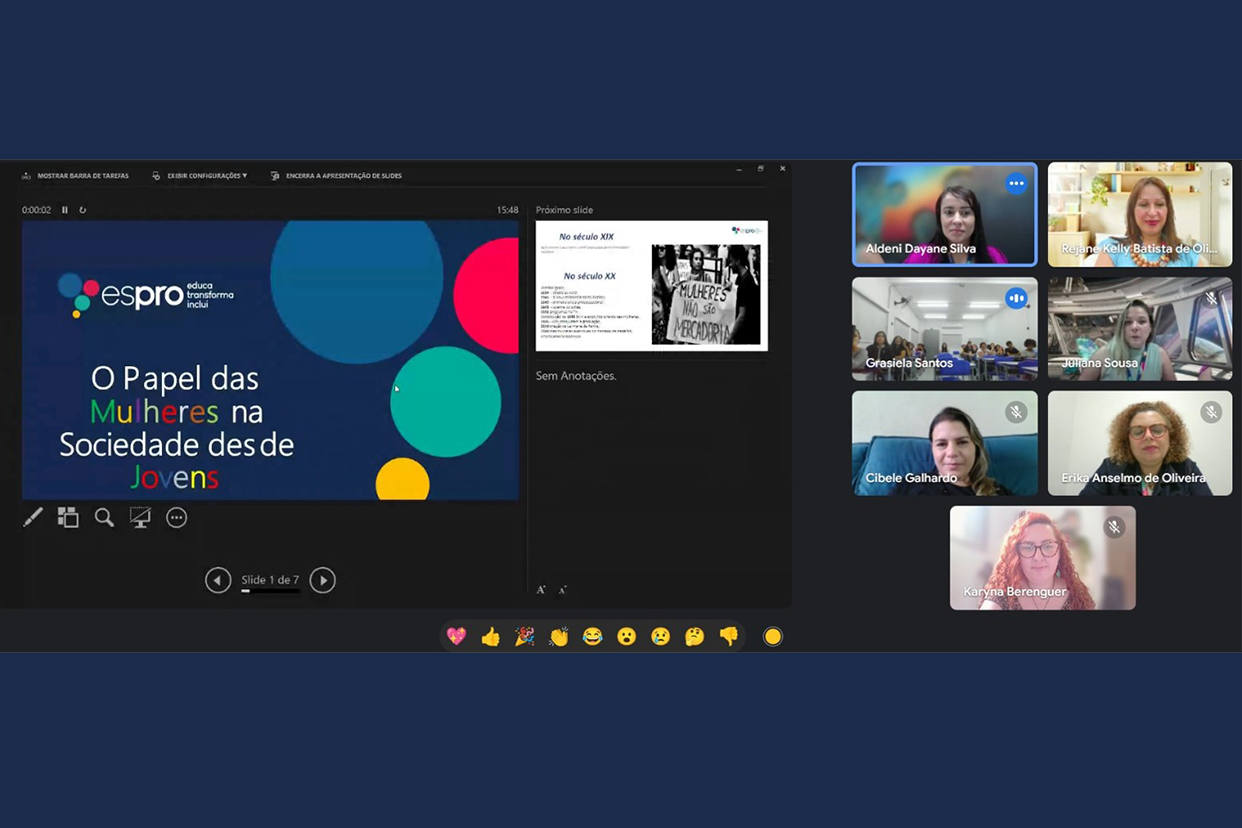 MOSTRAR BARRA DE TAREFAS
EXIBIR CONFIGURAÇÕES ▾
ENCERRA A APRESENTAÇÃO DE SLIDES
0:00:02
15:48
espro
educa
transforma
inclui
O Papel das
Mulheres na
Sociedade desde
Jovens
Slide 1 de 7
Próximo slide
espro
No século XIX
No século XX
MULHERES
NÃO SÃO
MERCADORIA
Sem Anotações.
A
A
Aldeni Dayane Silva
Rejane Kelly Batista de Oli...
Grasiela Santos
Juliana Sousa
Cibele Galhardo
Erika Anselmo de Oliveira
Karyna Berenguer